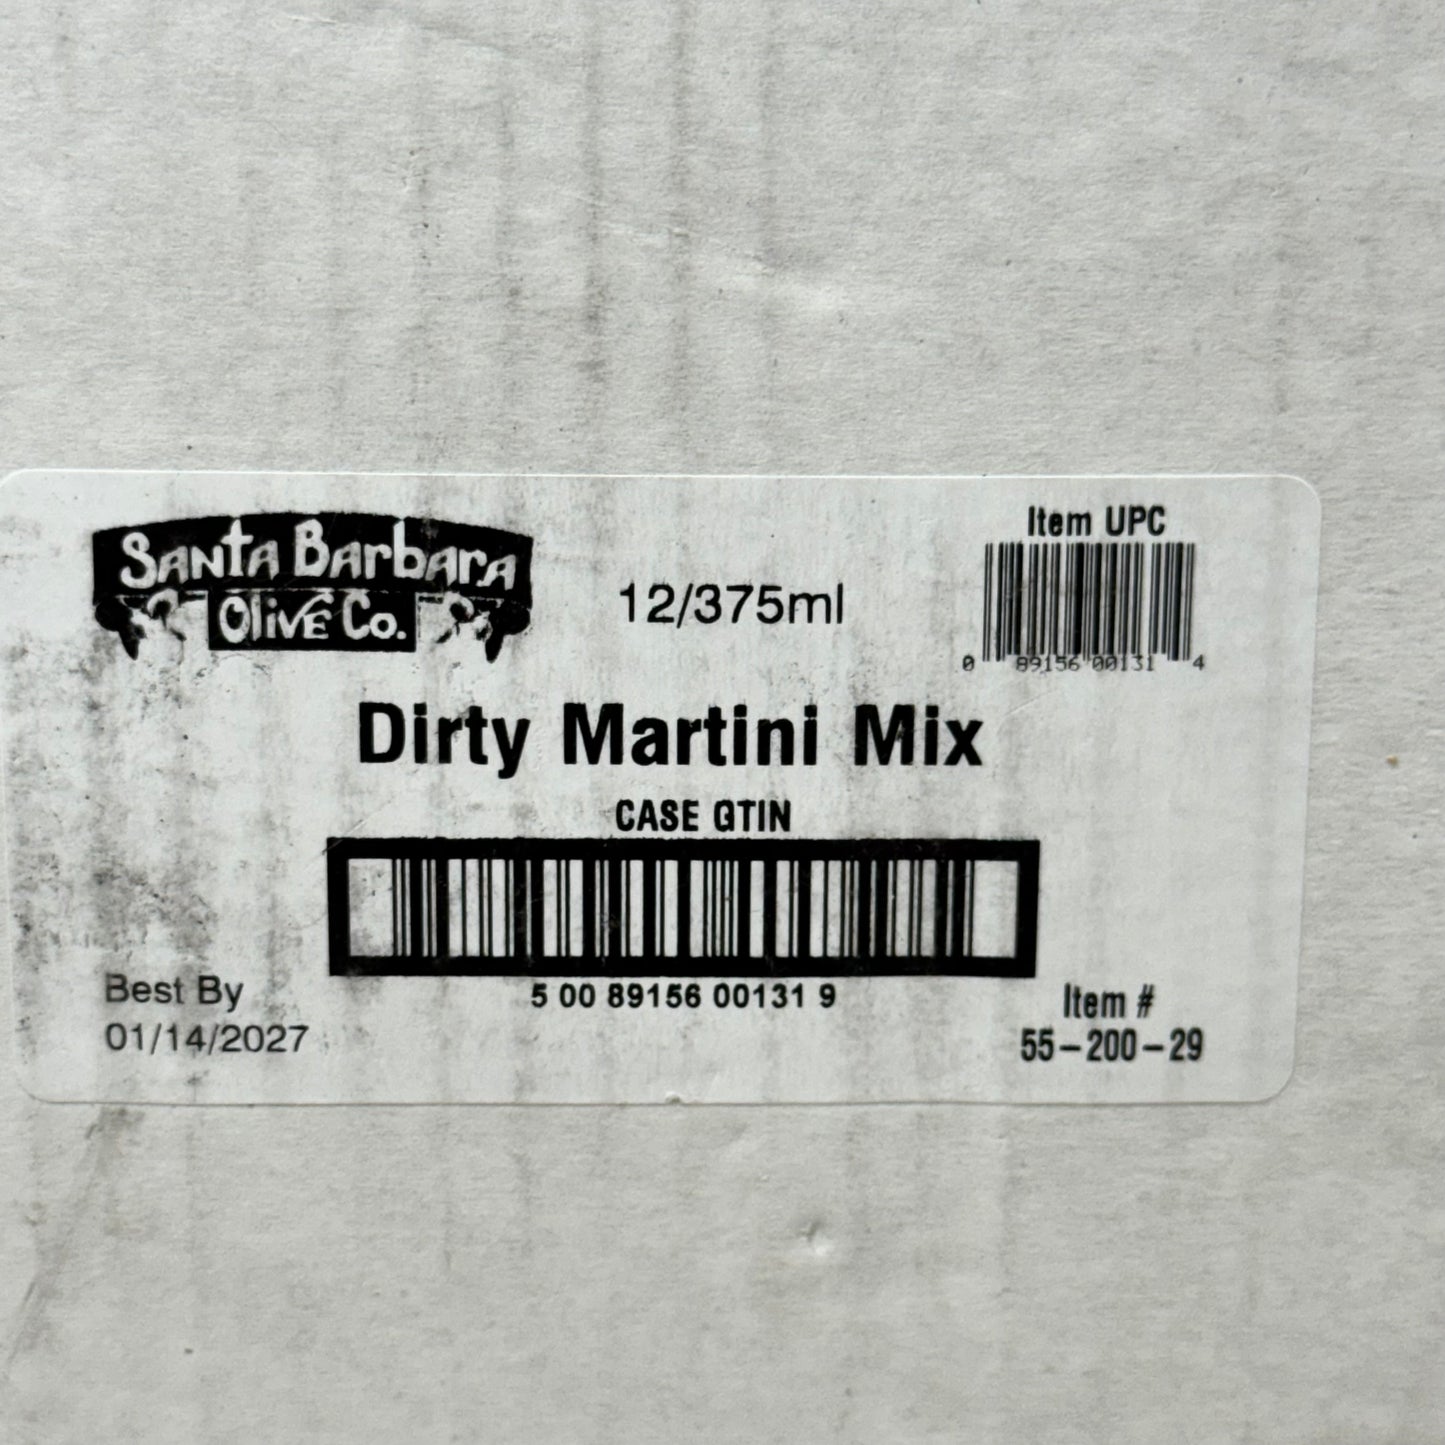 Santa Barbara
Olive Co.
12/375ml
Item UPC
0 89156 00131 4
Dirty Martini Mix
CASE GTIN
5 00 89156 00131 9
Best By
01/14/2027
Item #
55-200-29